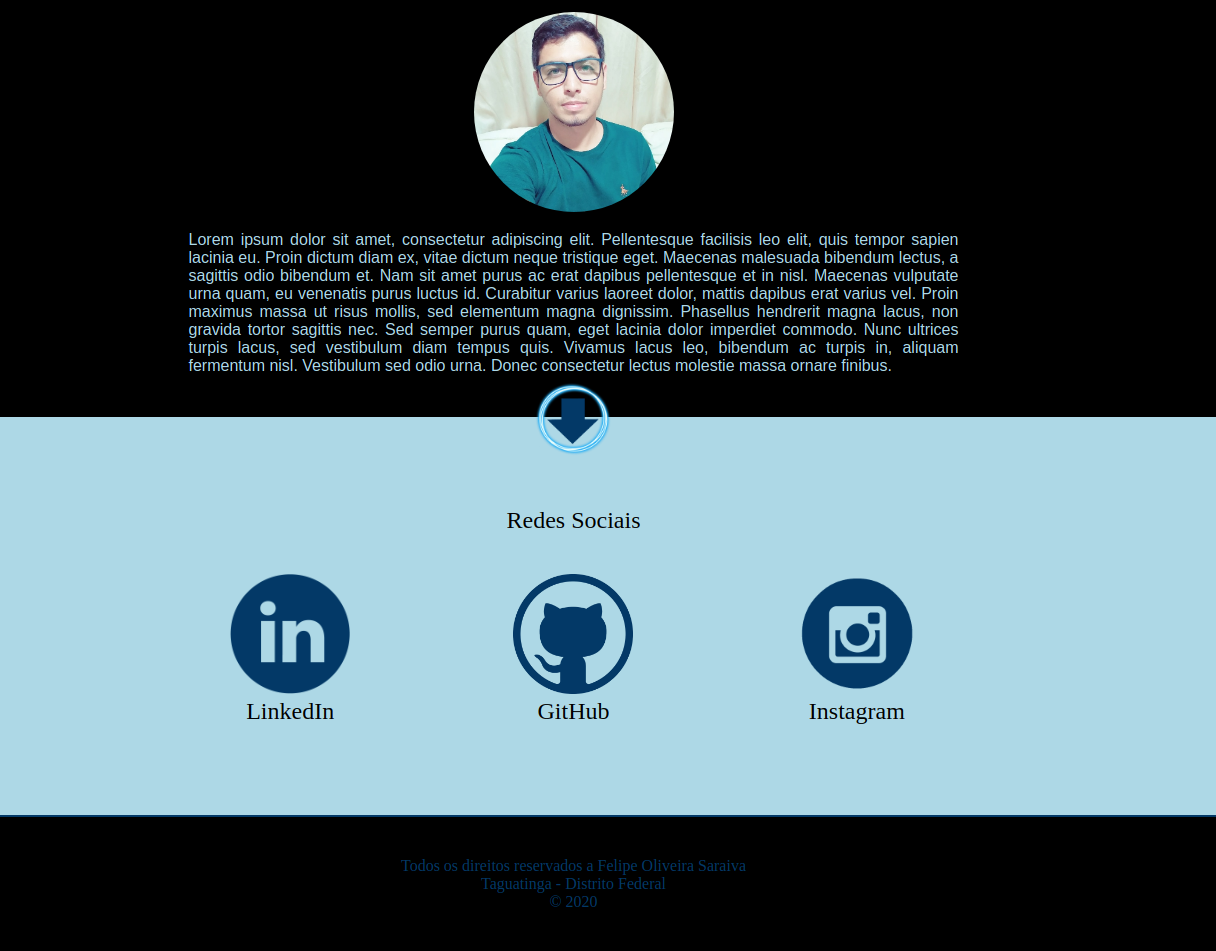 Lorem ipsum dolor sit amet, consectetur adipiscing elit. Pellentesque facilisis leo elit, quis tempor sapien
lacinia eu. Proin dictum diam ex, vitae dictum neque tristique eget. Maecenas malesuada bibendum lectus, a
sagittis odio bibendum et. Nam sit amet purus ac erat dapibus pellentesque et in nisl. Maecenas vulputate
urna quam, eu venenatis purus luctus id. Curabitur varius laoreet dolor, mattis dapibus erat varius vel. Proin
maximus massa ut risus mollis, sed elementum magna dignissim. Phasellus hendrerit magna lacus, non
gravida tortor sagittis nec. Sed semper purus quam, eget lacinia dolor imperdiet commodo. Nunc ultrices
turpis lacus, sed vestibulum diam tempus quis. Vivamus lacus leo, bibendum ac turpis in, aliquam
fermentum nisl. Vestibulum sed odio urna. Donec consectetur lectus molestie massa ornare finibus.
Redes Sociais
in
LinkedIn
GitHub
Instagram
Todos os direitos reservados a Felipe Oliveira Saraiva
Taguatinga - Distrito Federal
© 2020